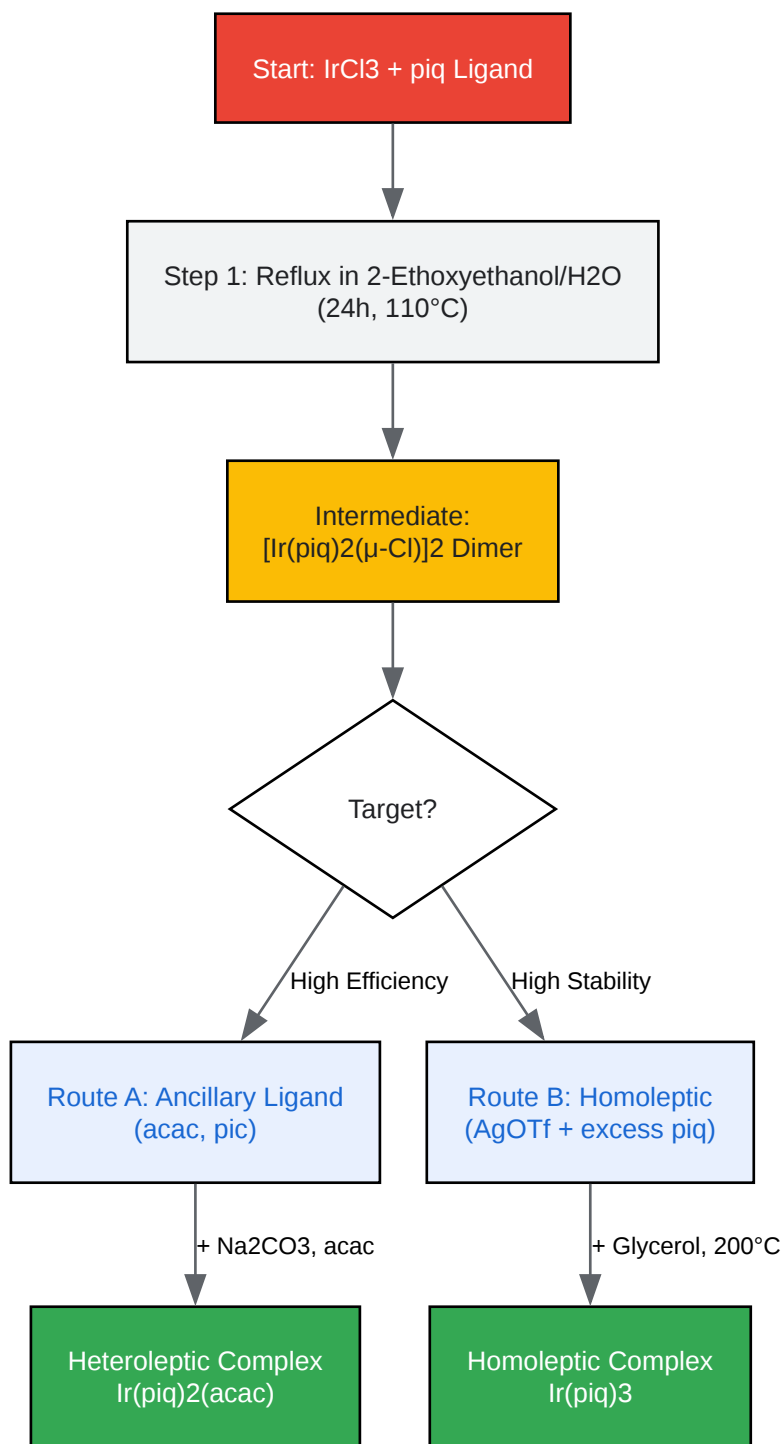 Start: IrCl3 + piq Ligand
Step 1: Reflux in 2-Ethoxyethanol/H2O
(24h, 110°C)
Intermediate:
[Ir(piq)2(μ-Cl)]2 Dimer
Target?
High Efficiency
High Stability
Route A: Ancillary Ligand
(acac, pic)
Route B: Homoleptic
(AgOTf + excess piq)
+ Na2CO3, acac
+ Glycerol, 200°C
Heteroleptic Complex
Ir(piq)2(acac)
Homoleptic Complex
Ir(piq)3